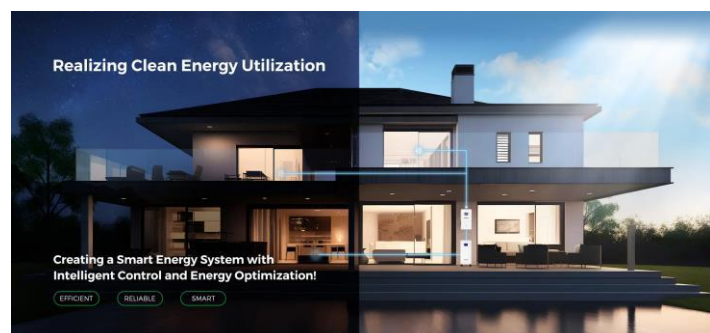 Realizing Clean Energy Utilization
Creating a Smart Energy System with
Intelligent Control and Energy Optimization!
EFFICIENT
RELIABLE
SMART